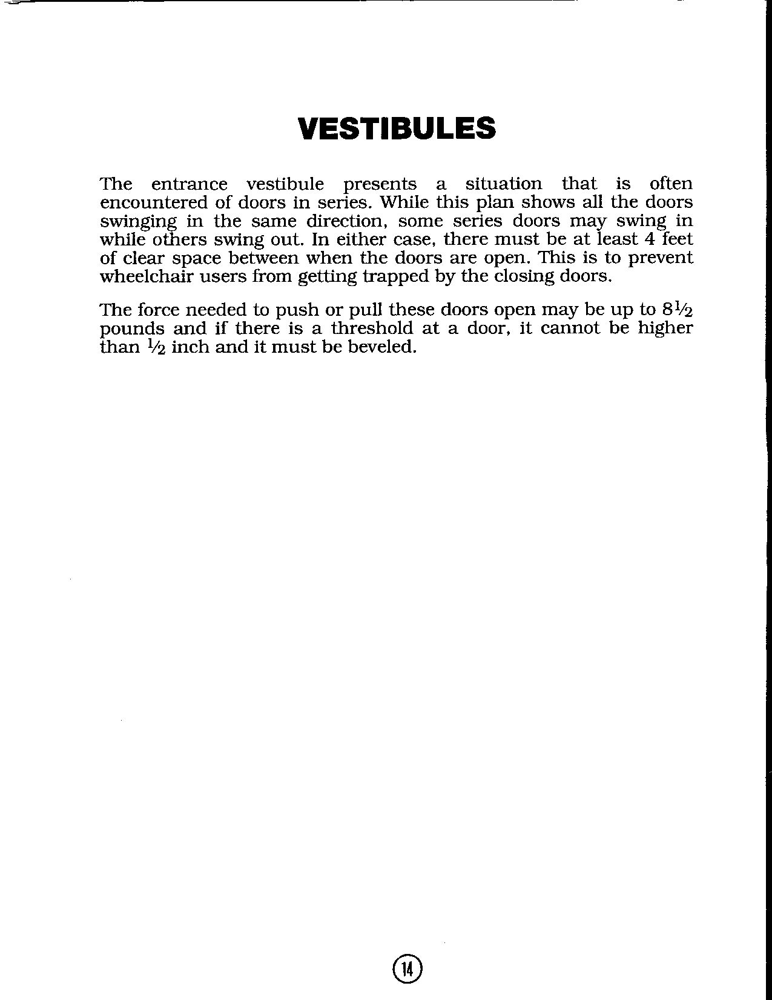 VESTIBULES
The entrance vestibule presents a situation that is often
encountered of doors in series. While this plan shows all the doors
swinging in the same direction, some series doors may swing in
while others swing out. In either case, there must be at least 4 feet
of clear space between when the doors are open. This is to prevent
wheelchair users from getting trapped by the closing doors.
The force needed to push or pull these doors open may be up to 8½
pounds and if there is a threshold at a door, it cannot be higher
than ½ inch and it must be beveled.
14